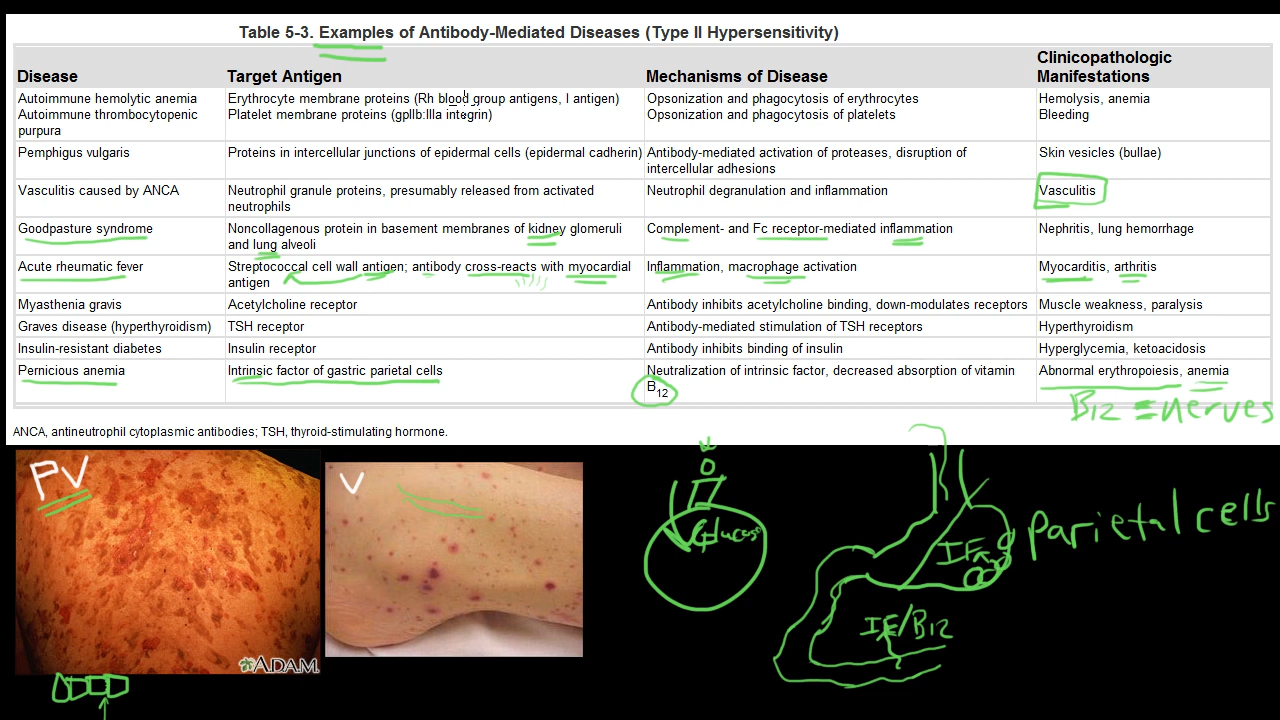 Table 5-3. Examples of Antibody-Mediated Diseases (Type II Hypersensitivity)
Disease Target Antigen Mechanisms of Disease Clinicopathologic Manifestations
Autoimmune hemolytic anemia Erythrocyte membrane proteins (Rh blood group antigens, I antigen) Opsonization and phagocytosis of erythrocytes Hemolysis, anemia
Autoimmune thrombocytopenic Platelet membrane proteins (gpIIb:IIIa integrin) Opsonization and phagocytosis of platelets Bleeding
purpura
Pemphigus vulgaris Proteins in intercellular junctions of epidermal cells (epidermal cadherin) Antibody-mediated activation of proteases, disruption of Skin vesicles (bullae)
intercellular adhesions
Vasculitis caused by ANCA Neutrophil granule proteins, presumably released from activated Neutrophil degranulation and inflammation Vasculitis
neutrophils
Goodpasture syndrome Noncollagenous protein in basement membranes of kidney glomeruli Complement- and Fc receptor-mediated inflammation Nephritis, lung hemorrhage
and lung alveoli
Acute rheumatic fever Streptococcal cell wall antigen; antibody cross-reacts with myocardial Inflammation, macrophage activation Myocarditis, arthritis
antigen
Myasthenia gravis Acetylcholine receptor Antibody inhibits acetylcholine binding, down-modulates receptors Muscle weakness, paralysis
Graves disease (hyperthyroidism) TSH receptor Antibody-mediated stimulation of TSH receptors Hyperthyroidism
Insulin-resistant diabetes Insulin receptor Antibody inhibits binding of insulin Hyperglycemia, ketoacidosis
Pernicious anemia Intrinsic factor of gastric parietal cells Neutralization of intrinsic factor, decreased absorption of vitamin Abnormal erythropoiesis, anemia
B12
B12 = nerves
ANCA, antineutrophil cytoplasmic antibodies; TSH, thyroid-stimulating hormone.
PV
V
Glucose
IF
Parietal cells
IF/B12
A.D.A.M.